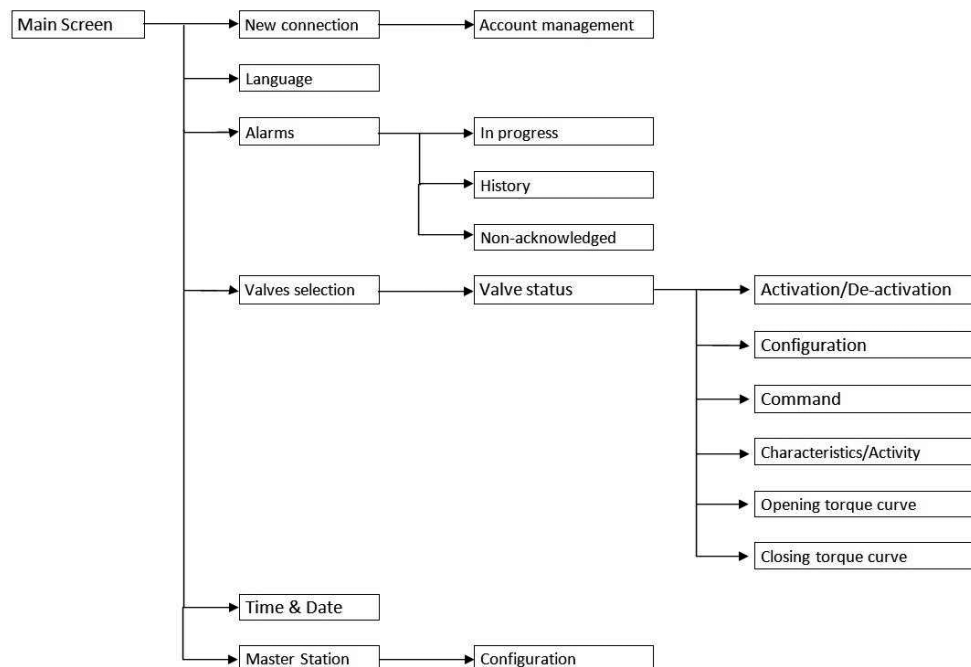 Main Screen
New connection
Account management
Language
Alarms
In progress
History
Non-acknowledged
Valves selection
Valve status
Activation/De-activation
Configuration
Command
Characteristics/Activity
Opening torque curve
Closing torque curve
Time & Date
Master Station
Configuration